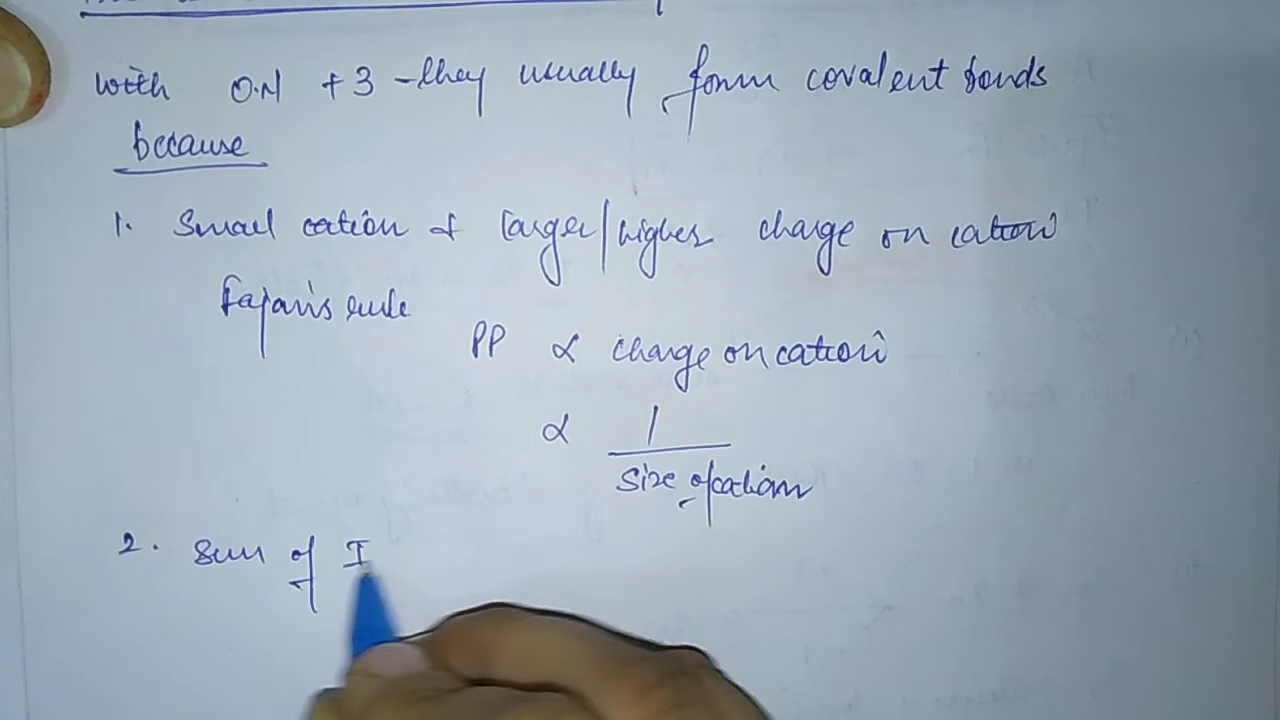 with O.N +3 - they usually form covalent bonds
because
1. Small cation & larger/higher charge on cation
Fajan's rule
PP ∝ charge on cation
∝ 1
size of cation
2. Sum of I